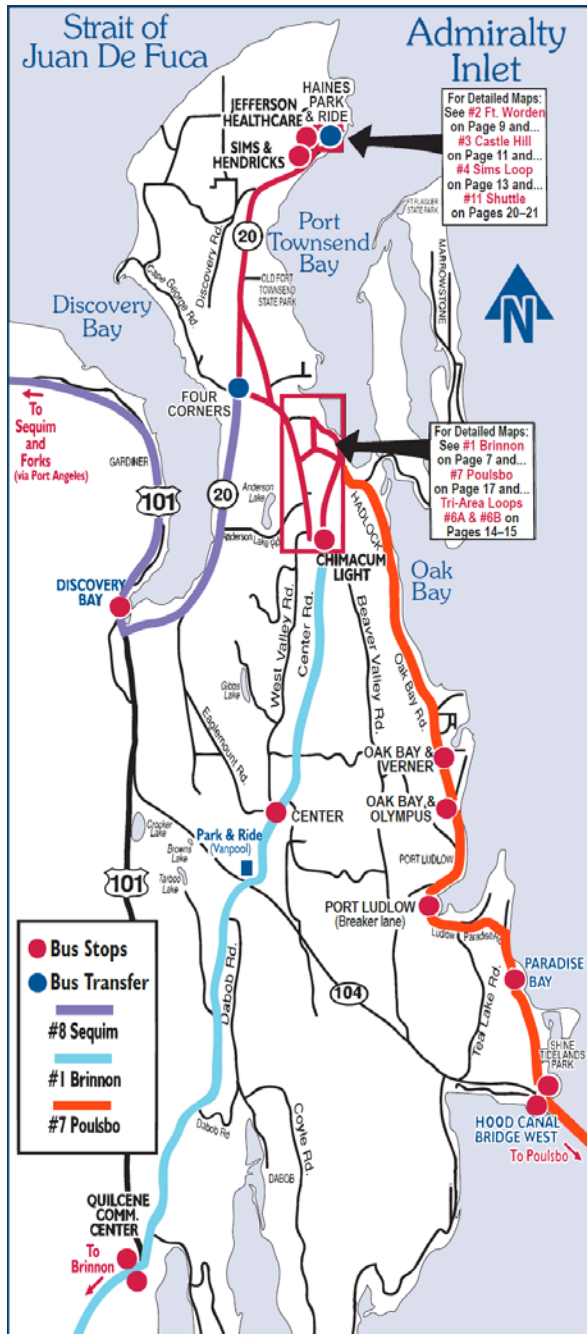 Strait of
Juan De Fuca
Admiralty
Inlet
HAINES
PARK
& RIDE
JEFFERSON
HEALTHCARE
SIMS &
HENDRICKS
For Detailed Maps:
See #2 Ft. Worden
on Page 9 and...
#3 Castle Hill
on Page 11 and...
#4 Sims Loop
on Page 13 and...
#11 Shuttle
on Pages 20–21
Port
Townsend
Bay
20
Discovery Rd.
FT FLAGLER
STATE PARK
MARROWSTONE
N
OLD FORT
TOWNSEND
STATE PARK
Cape George Rd.
Discovery
Bay
FOUR
CORNERS
To
Sequim
and
Forks
(via Port Angeles)
GARDINER
101
20
Anderson
Lake
Anderson Lake Rd.
For Detailed Maps:
See #1 Brinnon
on Page 7 and...
#7 Poulsbo
on Page 17 and...
Tri-Area Loops
#6A & #6B on
Pages 14–15
HADLOCK
CHIMACUM
LIGHT
Oak
Bay
DISCOVERY
BAY
West Valley Rd.
Center Rd.
Beaver Valley Rd.
Oak Bay Rd.
Gibbs
Lake
Eaglemount Rd.
OAK BAY &
VERNER
OAK BAY &
OLYMPUS
CENTER
Park & Ride
(Vanpool)
Crocker
Lake
Browns
Lake
Tarboo
Lake
PORT LUDLOW
101
PORT LUDLOW
(Breaker lane)
Ludlow Paradise Rd.
Bus Stops
Bus Transfer
#8 Sequim
#1 Brinnon
#7 Poulsbo
Dabob Rd.
104
Teal Lake Rd.
PARADISE
BAY
SHINE
TIDELANDS
PARK
HOOD CANAL
BRIDGE WEST
To Poulsbo
Dabob Rd
Coyle Rd.
DABOB
QUILCENE
COMM.
CENTER
To
Brinnon